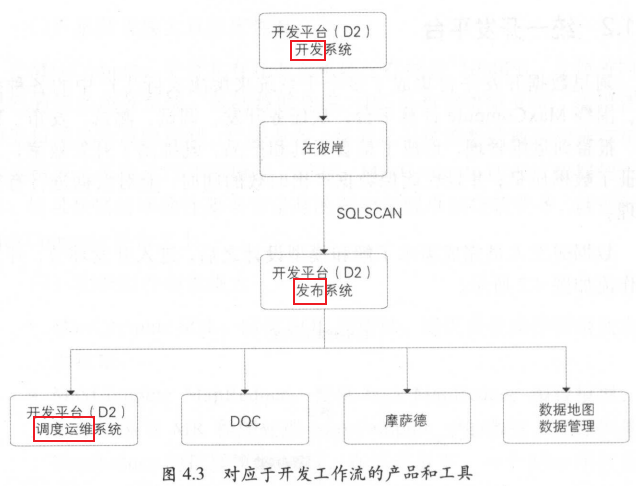 开发平台（D2）
开发系统
在彼岸
SQLSCAN
开发平台（D2）
发布系统
开发平台（D2）
调度运维系统
DQC
摩萨德
数据地图
数据管理
图 4.3 对应于开发工作流的产品和工具